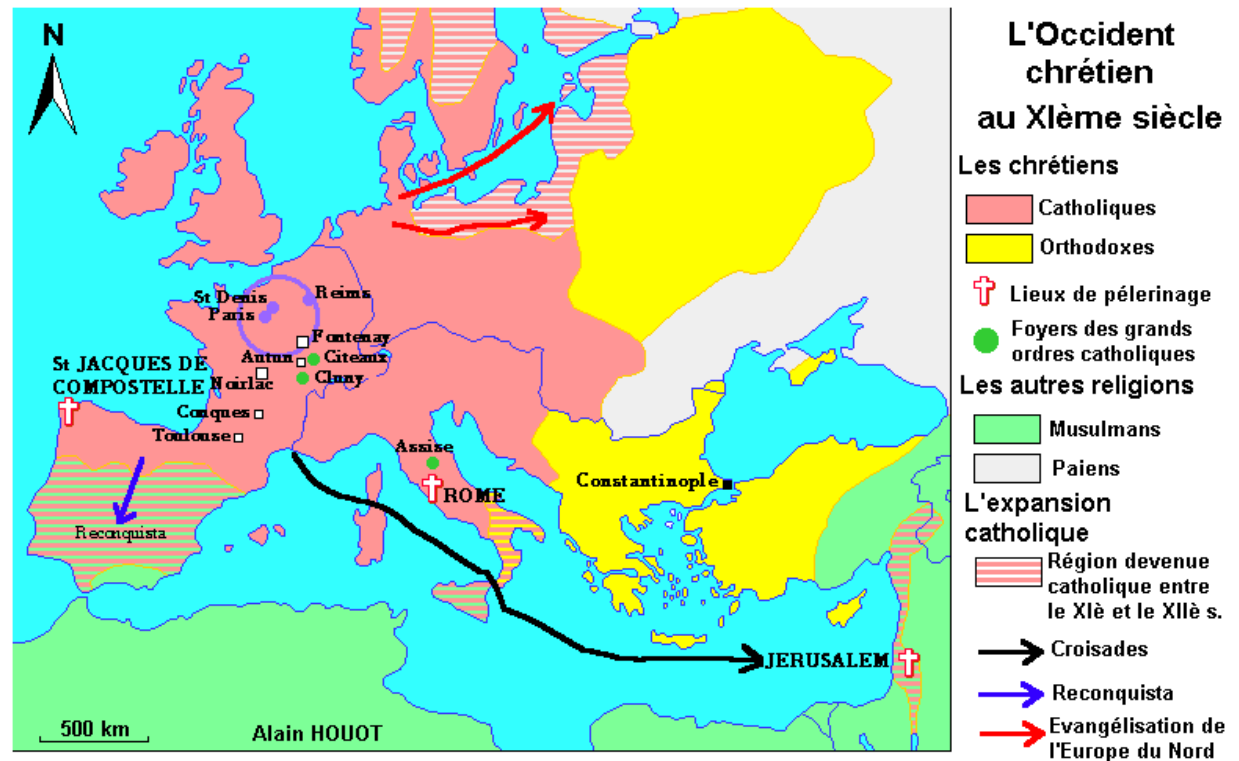 N
St Denis
Paris
Reims
Fontenay
Autun
Citeaux
Cluny
Noirlac
St JACQUES DE
COMPOSTELLE
Conques
Toulouse
Assise
ROME
Constantinople
Reconquista
JERUSALEM
500 km
Alain HOUOT
L'Occident
chrétien
au XIème siècle
Les chrétiens
Catholiques
Orthodoxes
Lieux de pélerinage
Foyers des grands
ordres catholiques
Les autres religions
Musulmans
Paiens
L'expansion
catholique
Région devenue
catholique entre
le XIè et le XIIè s.
Croisades
Reconquista
Evangélisation de
l'Europe du Nord